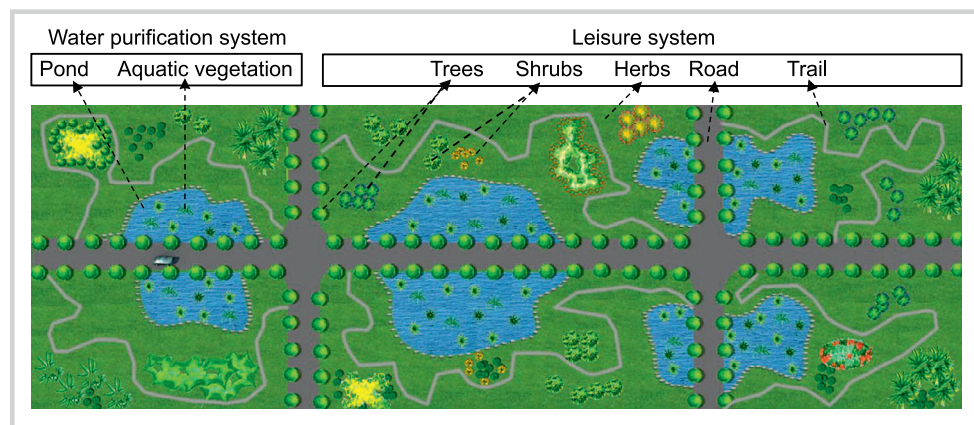 Water purification system
Leisure system
Pond Aquatic vegetation
Trees Shrubs Herbs Road Trail